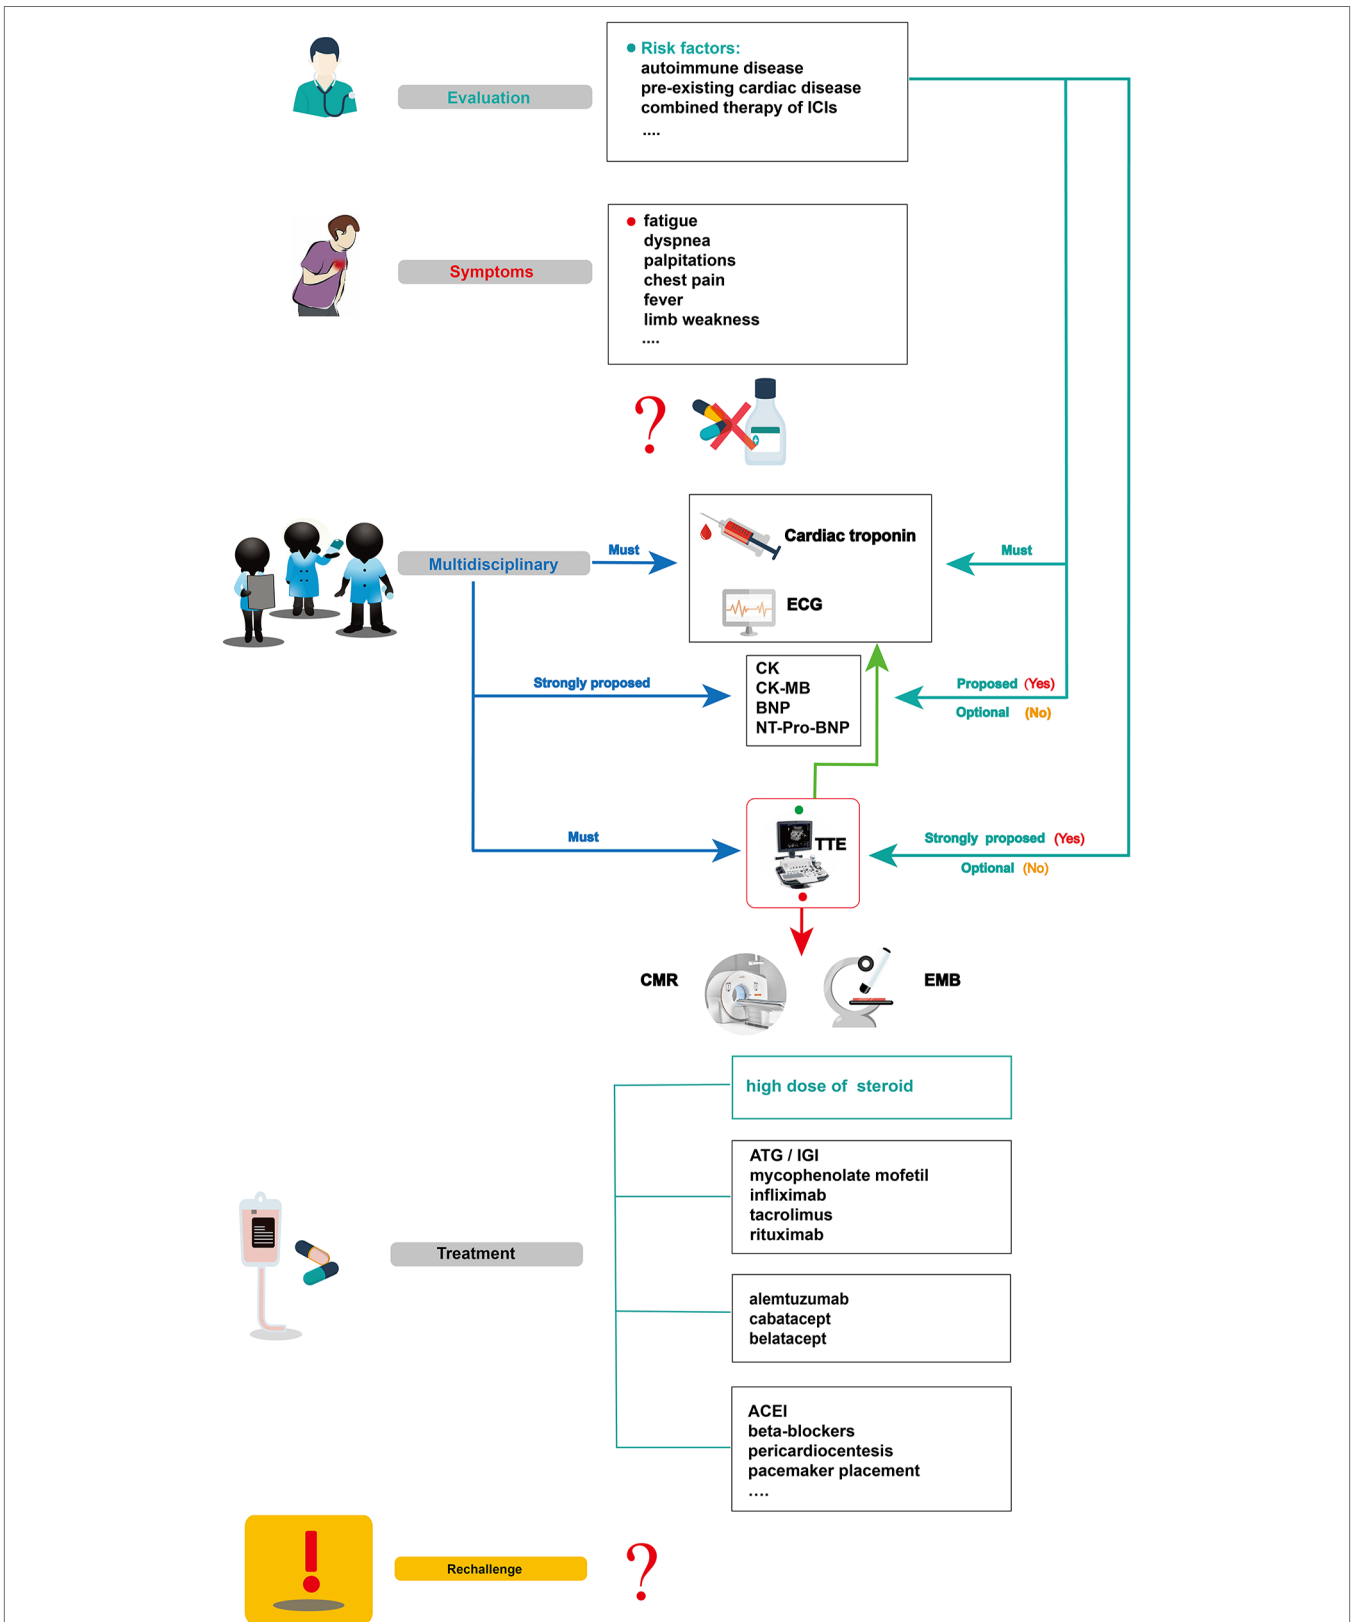 Evaluation
Risk factors:
autoimmune disease
pre-existing cardiac disease
combined therapy of ICIs
....
Symptoms
fatigue
dyspnea
palpitations
chest pain
fever
limb weakness
....
?
Multidisciplinary
Must
Cardiac troponin
ECG
Must
Strongly proposed
CK
CK-MB
BNP
NT-Pro-BNP
Proposed (Yes)
Optional (No)
Must
TTE
Strongly proposed (Yes)
Optional (No)
CMR
EMB
Treatment
high dose of steroid
ATG / IGI
mycophenolate mofetil
infliximab
tacrolimus
rituximab
alemtuzumab
cabatacept
belatacept
ACEI
beta-blockers
pericardiocentesis
pacemaker placement
....
!
Rechallenge
?